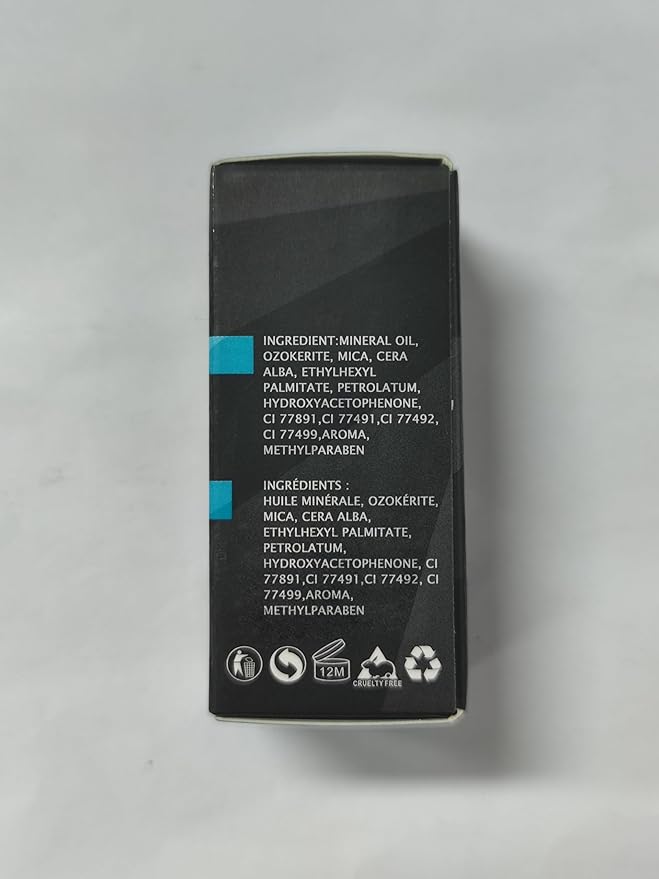 INGREDIENT:MINERAL OIL,
OZOKERITE, MICA, CERA
ALBA, ETHYLHEXYL
PALMITATE, PETROLATUM,
HYDROXYACETOPHENONE,
CI 77891,CI 77491,CI 77492,
CI 77499,AROMA,
METHYLPARABEN
INGRÉDIENTS :
HUILE MINÉRALE, OZOKÉRITE,
MICA, CERA ALBA,
ETHYLHEXYL PALMITATE,
PETROLATUM,
HYDROXYACETOPHENONE, CI
77891,CI 77491,CI 77492, CI
77499,AROMA,
METHYLPARABEN
12M
CRUELTY FREE